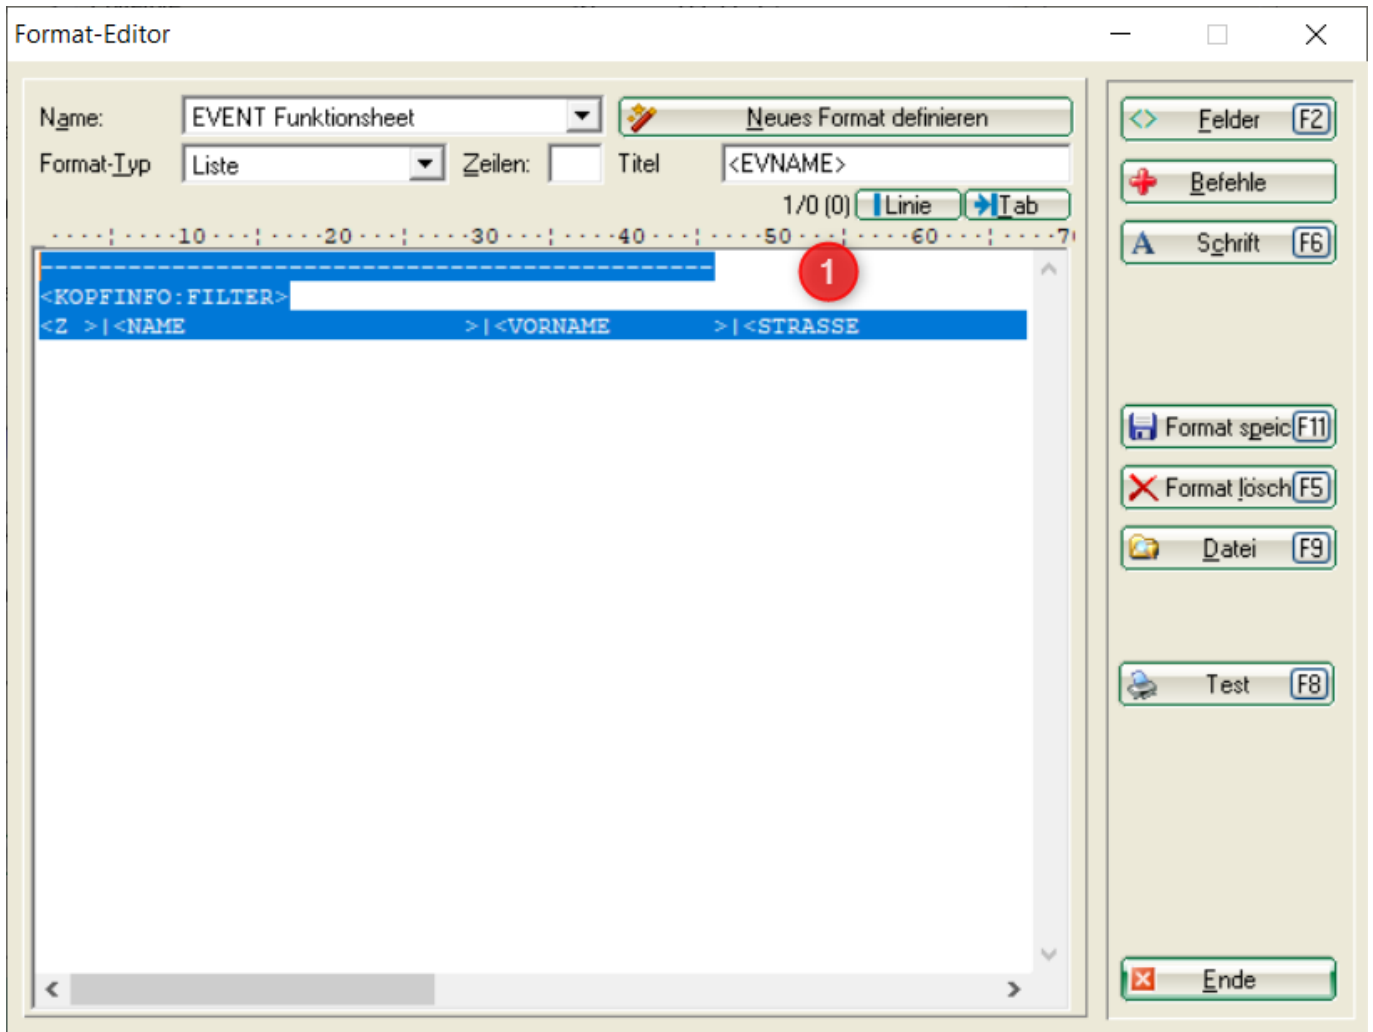 Format-Editor
Name: EVENT Funktionsheet Neues Format definieren
Format-Typ Liste Zeilen: Titel <EVNAME>
1/0 (0) Linie Tab
····¦····10···¦····20···¦····30···¦····40···¦····50···¦····60···¦····70
----------------------------------------------
<KOPFINFO:FILTER>
<Z >|<NAME                   >|<VORNAME       >|<STRASSE
1
Felder F2
Befehle
Schrift F6
Format speic F11
Format lösch F5
Datei F9
Test F8
Ende